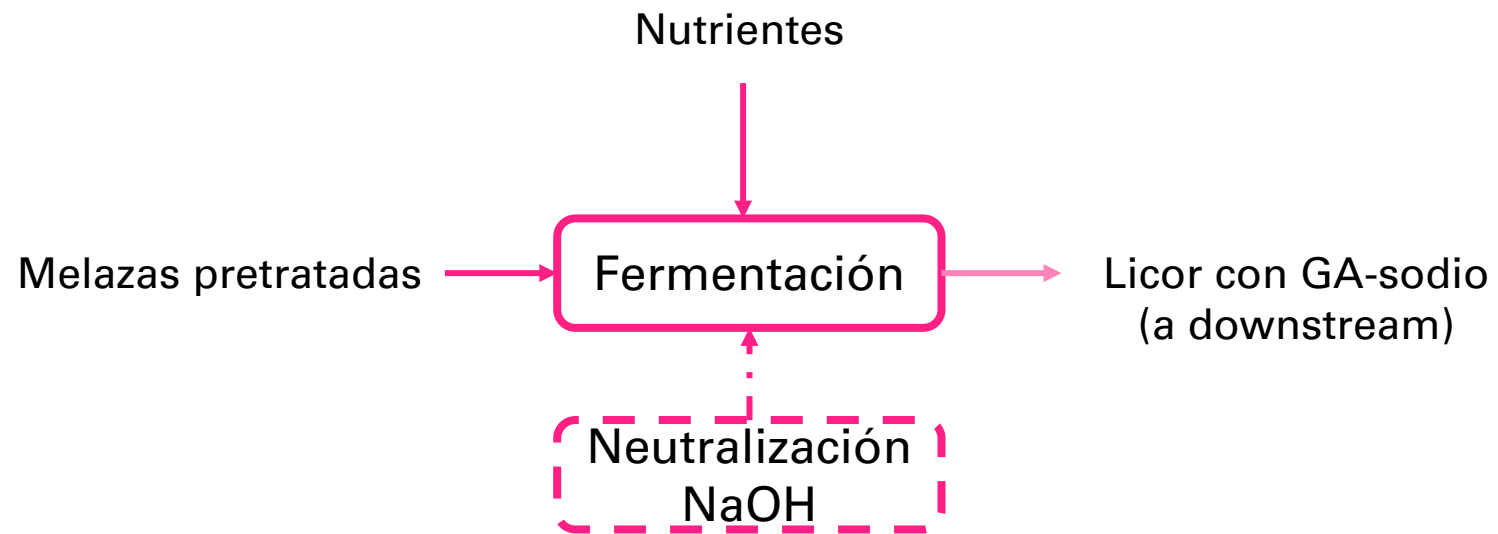 Nutrientes
Melazas pretratadas
Fermentación
Licor con GA-sodio
(a downstream)
Neutralización
NaOH